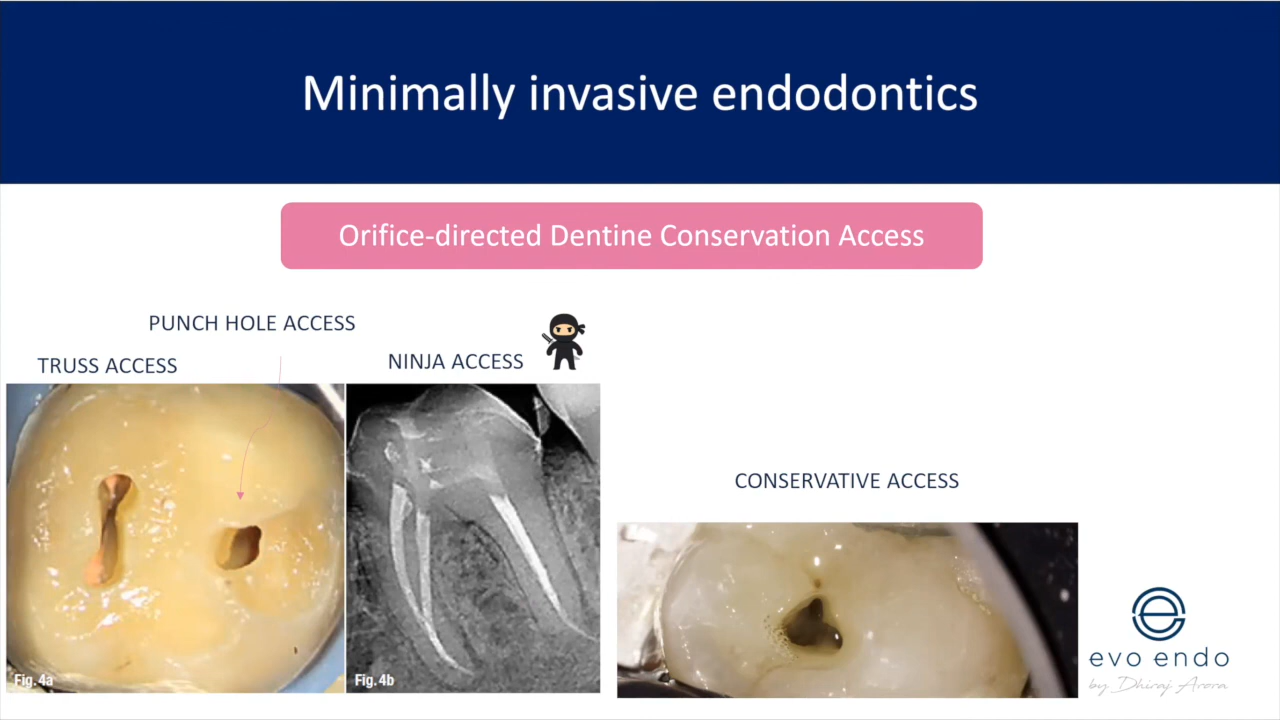 Minimally invasive endodontics
Orifice-directed Dentine Conservation Access
PUNCH HOLE ACCESS
TRUSS ACCESS
NINJA ACCESS
CONSERVATIVE ACCESS
Fig.4a
Fig.4b
evo endo
by Dhiraj Arora